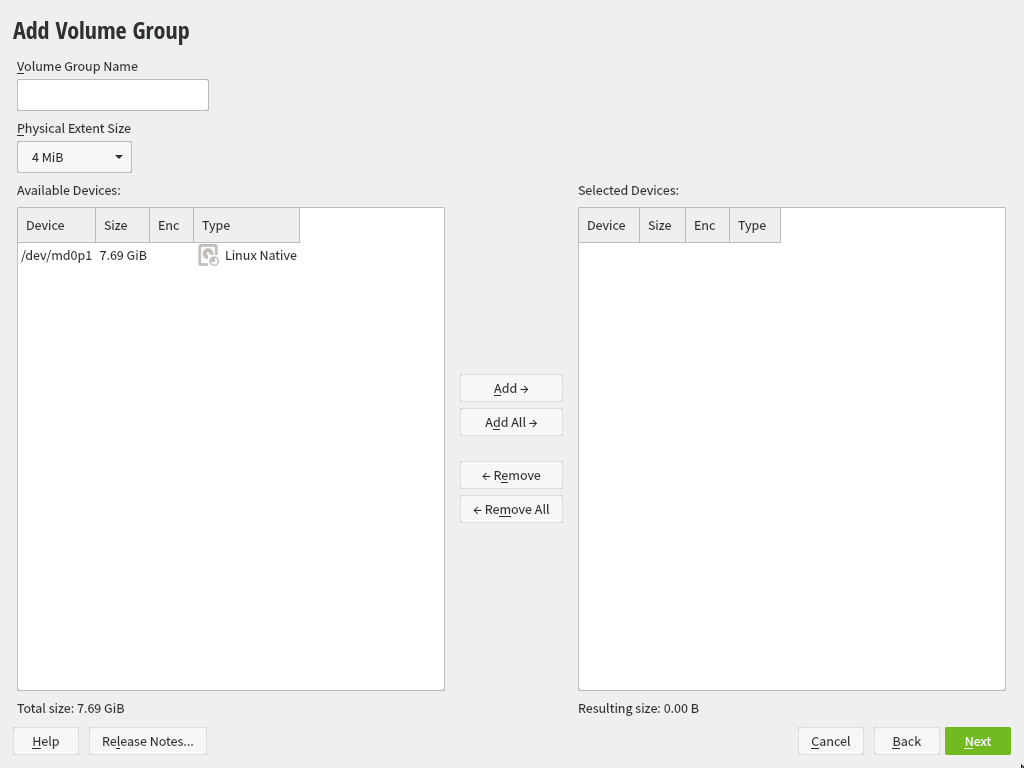 Add Volume Group
Volume Group Name
Physical Extent Size
4 MiB
Available Devices:
Device Size Enc Type
/dev/md0p1 7.69 GiB Linux Native
Total size: 7.69 GiB
Add →
Add All →
← Remove
← Remove All
Selected Devices:
Device Size Enc Type
Resulting size: 0.00 B
Help
Release Notes...
Cancel
Back
Next